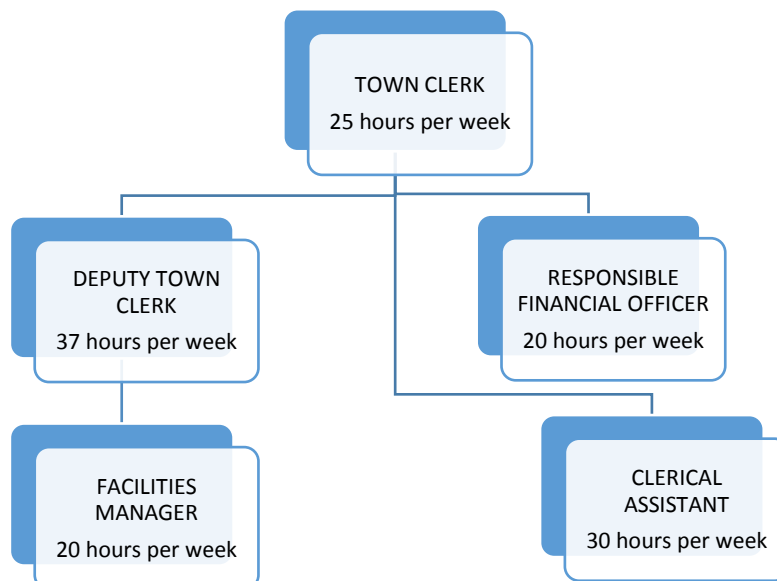 TOWN CLERK
25 hours per week
DEPUTY TOWN
CLERK
37 hours per week
RESPONSIBLE
FINANCIAL OFFICER
20 hours per week
FACILITIES
MANAGER
20 hours per week
CLERICAL
ASSISTANT
30 hours per week